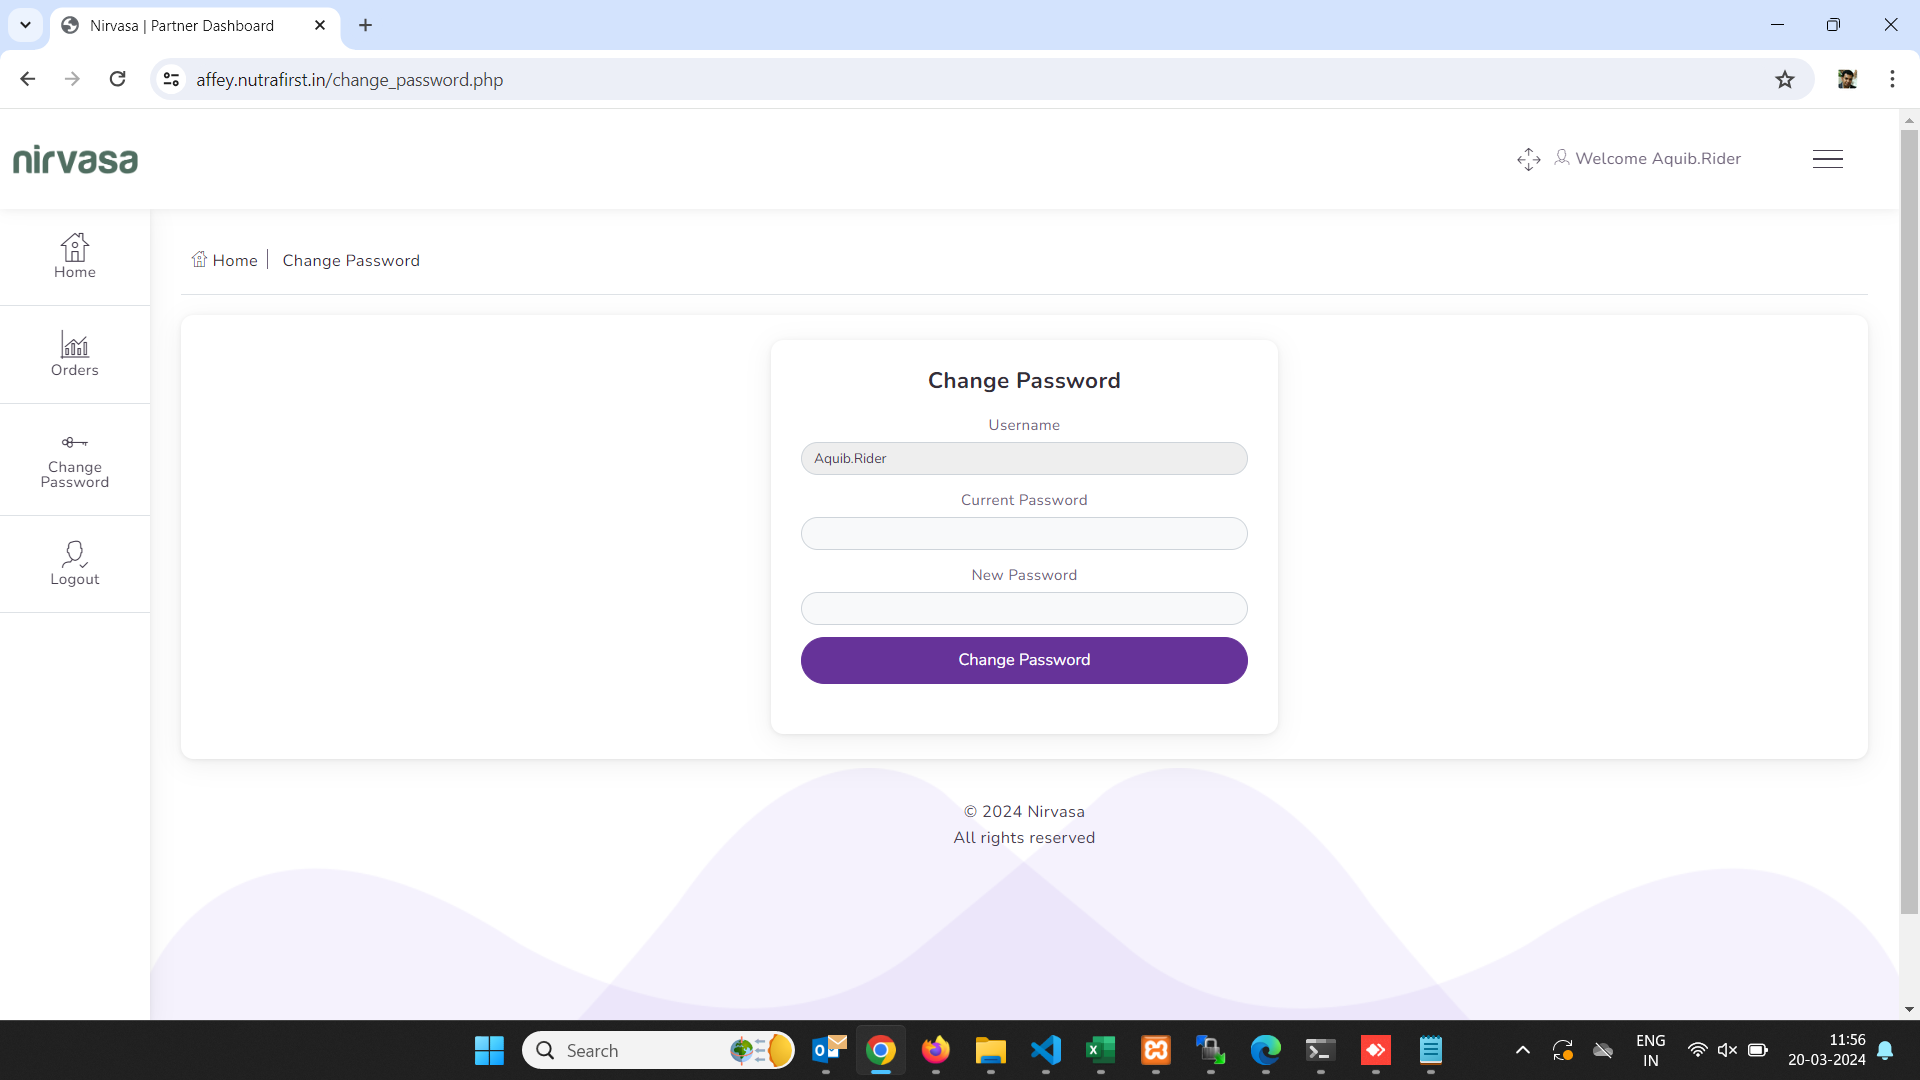 Nirvasa | Partner Dashboard
affey.nutrafirst.in/change_password.php
nirvasa
Welcome Aquib.Rider
Home
Orders
Change
Password
Logout
Home
Change Password
Change Password
Username
Aquib.Rider
Current Password
New Password
Change Password
© 2024 Nirvasa
All rights reserved
Search
ENG
IN
11:56
20-03-2024